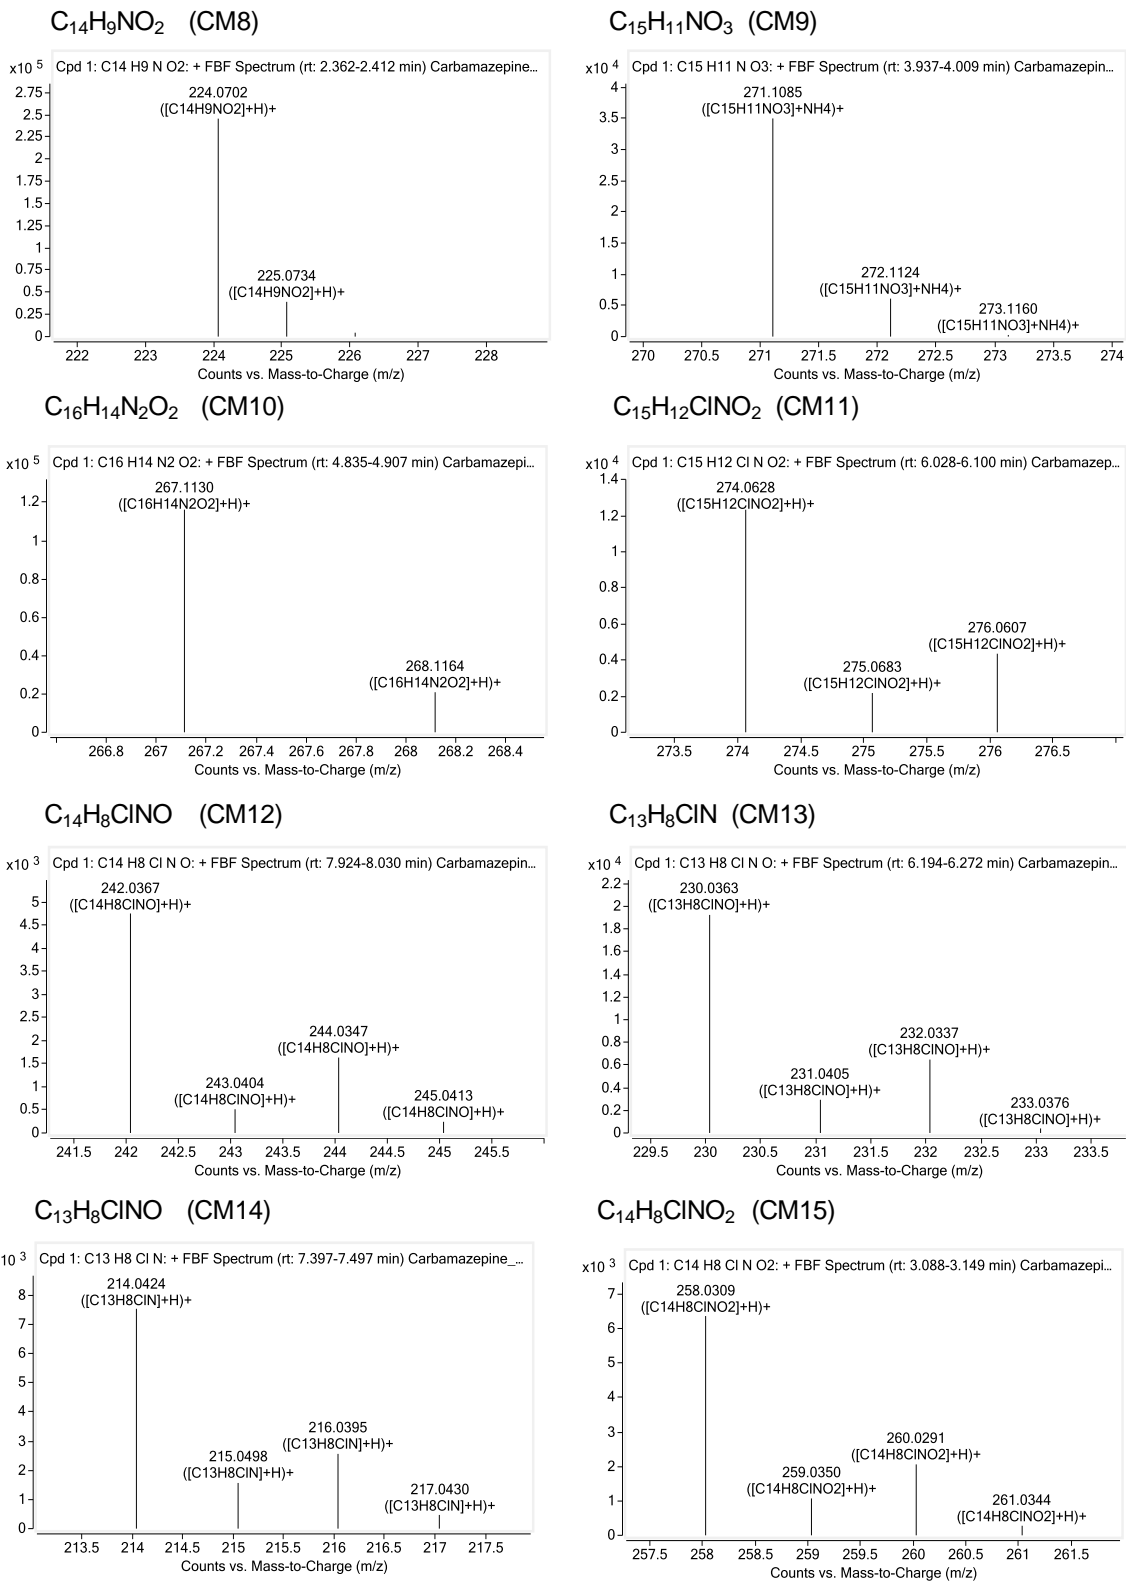 C14H9NO2 (CM8)
x10 5
Cpd 1: C14 H9 N O2: + FBF Spectrum (rt: 2.362-2.412 min) Carbamazepine...
2.75
2.5
2.25
2
1.75
1.5
1.25
1
0.75
0.5
0.25
0
224.0702
([C14H9NO2]+H)+
225.0734
([C14H9NO2]+H)+
222 223 224 225 226 227 228
Counts vs. Mass-to-Charge (m/z)
C15H11NO3 (CM9)
x10 4
Cpd 1: C15 H11 N O3: + FBF Spectrum (rt: 3.937-4.009 min) Carbamazepin...
4
3.5
3
2.5
2
1.5
1
0.5
0
271.1085
([C15H11NO3]+NH4)+
272.1124
([C15H11NO3]+NH4)+
273.1160
([C15H11NO3]+NH4)+
270 270.5 271 271.5 272 272.5 273 273.5 274
Counts vs. Mass-to-Charge (m/z)
C16H14N2O2 (CM10)
x10 5
Cpd 1: C16 H14 N2 O2: + FBF Spectrum (rt: 4.835-4.907 min) Carbamazepi...
1.2
1
0.8
0.6
0.4
0.2
0
267.1130
([C16H14N2O2]+H)+
268.1164
([C16H14N2O2]+H)+
266.8 267 267.2 267.4 267.6 267.8 268 268.2 268.4
Counts vs. Mass-to-Charge (m/z)
C15H12ClNO2 (CM11)
x10 4
Cpd 1: C15 H12 Cl N O2: + FBF Spectrum (rt: 6.028-6.100 min) Carbamazep...
1.4
1.2
1
0.8
0.6
0.4
0.2
0
274.0628
([C15H12ClNO2]+H)+
275.0683
([C15H12ClNO2]+H)+
276.0607
([C15H12ClNO2]+H)+
273.5 274 274.5 275 275.5 276 276.5
Counts vs. Mass-to-Charge (m/z)
C14H8ClNO (CM12)
x10 3
Cpd 1: C14 H8 Cl N O: + FBF Spectrum (rt: 7.924-8.030 min) Carbamazepin...
5
4.5
4
3.5
3
2.5
2
1.5
1
0.5
0
242.0367
([C14H8ClNO]+H)+
243.0404
([C14H8ClNO]+H)+
244.0347
([C14H8ClNO]+H)+
245.0413
([C14H8ClNO]+H)+
241.5 242 242.5 243 243.5 244 244.5 245 245.5
Counts vs. Mass-to-Charge (m/z)
C13H8ClN (CM13)
x10 4
Cpd 1: C13 H8 Cl N O: + FBF Spectrum (rt: 6.194-6.272 min) Carbamazepin...
2.2
2
1.8
1.6
1.4
1.2
1
0.8
0.6
0.4
0.2
0
230.0363
([C13H8ClNO]+H)+
231.0405
([C13H8ClNO]+H)+
232.0337
([C13H8ClNO]+H)+
233.0376
([C13H8ClNO]+H)+
229.5 230 230.5 231 231.5 232 232.5 233 233.5
Counts vs. Mass-to-Charge (m/z)
C13H8ClNO (CM14)
10 3
Cpd 1: C13 H8 Cl N: + FBF Spectrum (rt: 7.397-7.497 min) Carbamazepine_...
8
7
6
5
4
3
2
1
0
214.0424
([C13H8ClN]+H)+
215.0498
([C13H8ClN]+H)+
216.0395
([C13H8ClN]+H)+
217.0430
([C13H8ClN]+H)+
213.5 214 214.5 215 215.5 216 216.5 217 217.5
Counts vs. Mass-to-Charge (m/z)
C14H8ClNO2 (CM15)
x10 3
Cpd 1: C14 H8 Cl N O2: + FBF Spectrum (rt: 3.088-3.149 min) Carbamazepi...
7
6
5
4
3
2
1
0
258.0309
([C14H8ClNO2]+H)+
259.0350
([C14H8ClNO2]+H)+
260.0291
([C14H8ClNO2]+H)+
261.0344
([C14H8ClNO2]+H)+
257.5 258 258.5 259 259.5 260 260.5 261 261.5
Counts vs. Mass-to-Charge (m/z)